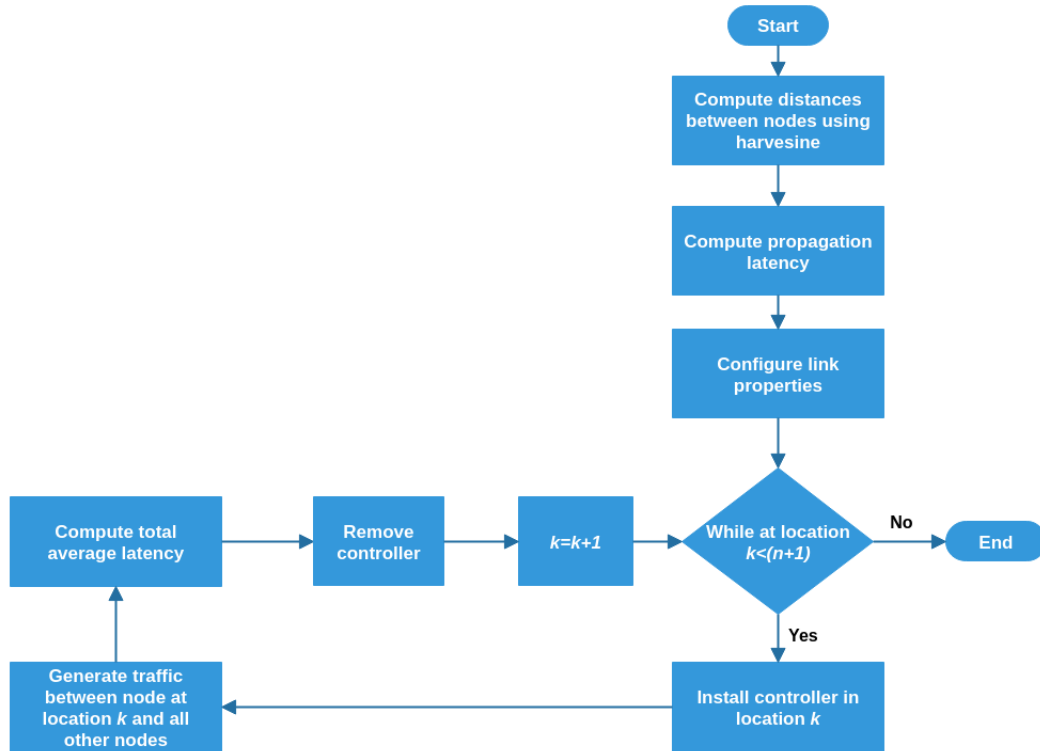 Start
Compute distances
between nodes using
harvesine
Compute propagation
latency
Configure link
properties
While at location
k<(n+1)
No
End
Yes
Install controller in
location k
Generate traffic
between node at
location k and all
other nodes
Compute total
average latency
Remove
controller
k=k+1